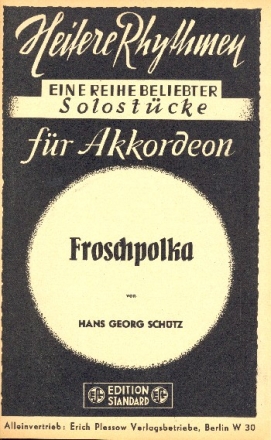 Heitere Rhythmen
EINE REIHE BELIEBTER
Solostücke
für Akkordeon
Froschpolka
von
HANS GEORG SCHÜTZ
EDITION
STANDARD
Alleinvertrieb: Erich Plessow Verlagsbetriebe, Berlin W 30